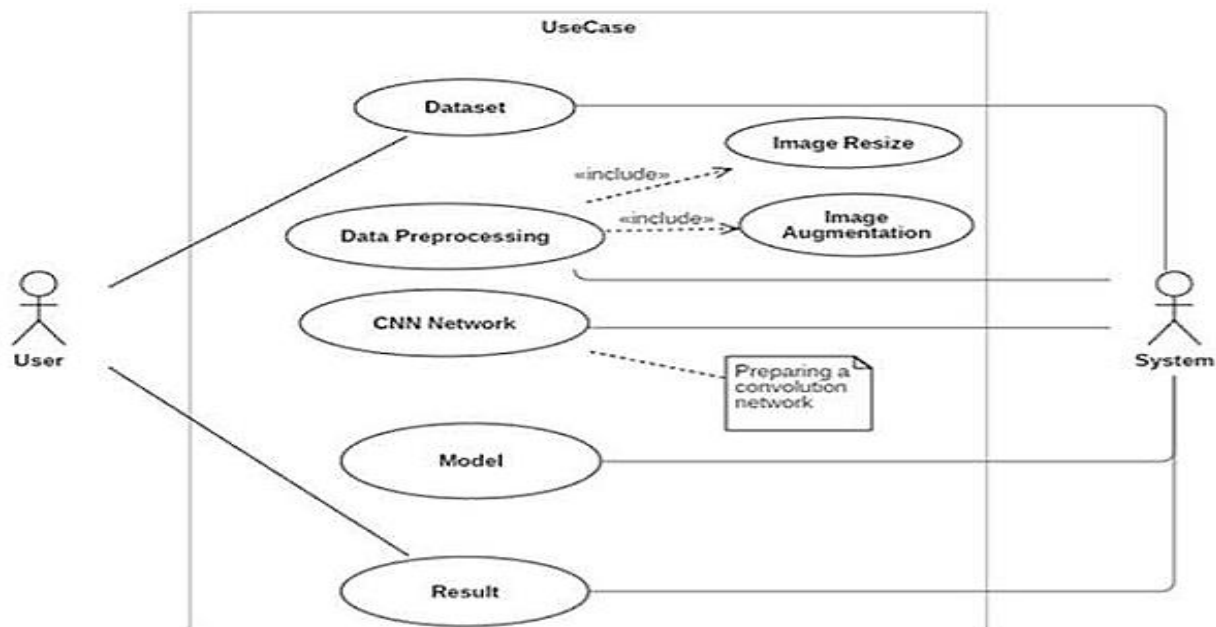 UseCase
Dataset
Image Resize
«include»
«include»
Image
Augmentation
Data Preprocessing
CNN Network
User
System
Preparing a
convolution
network
Model
Result